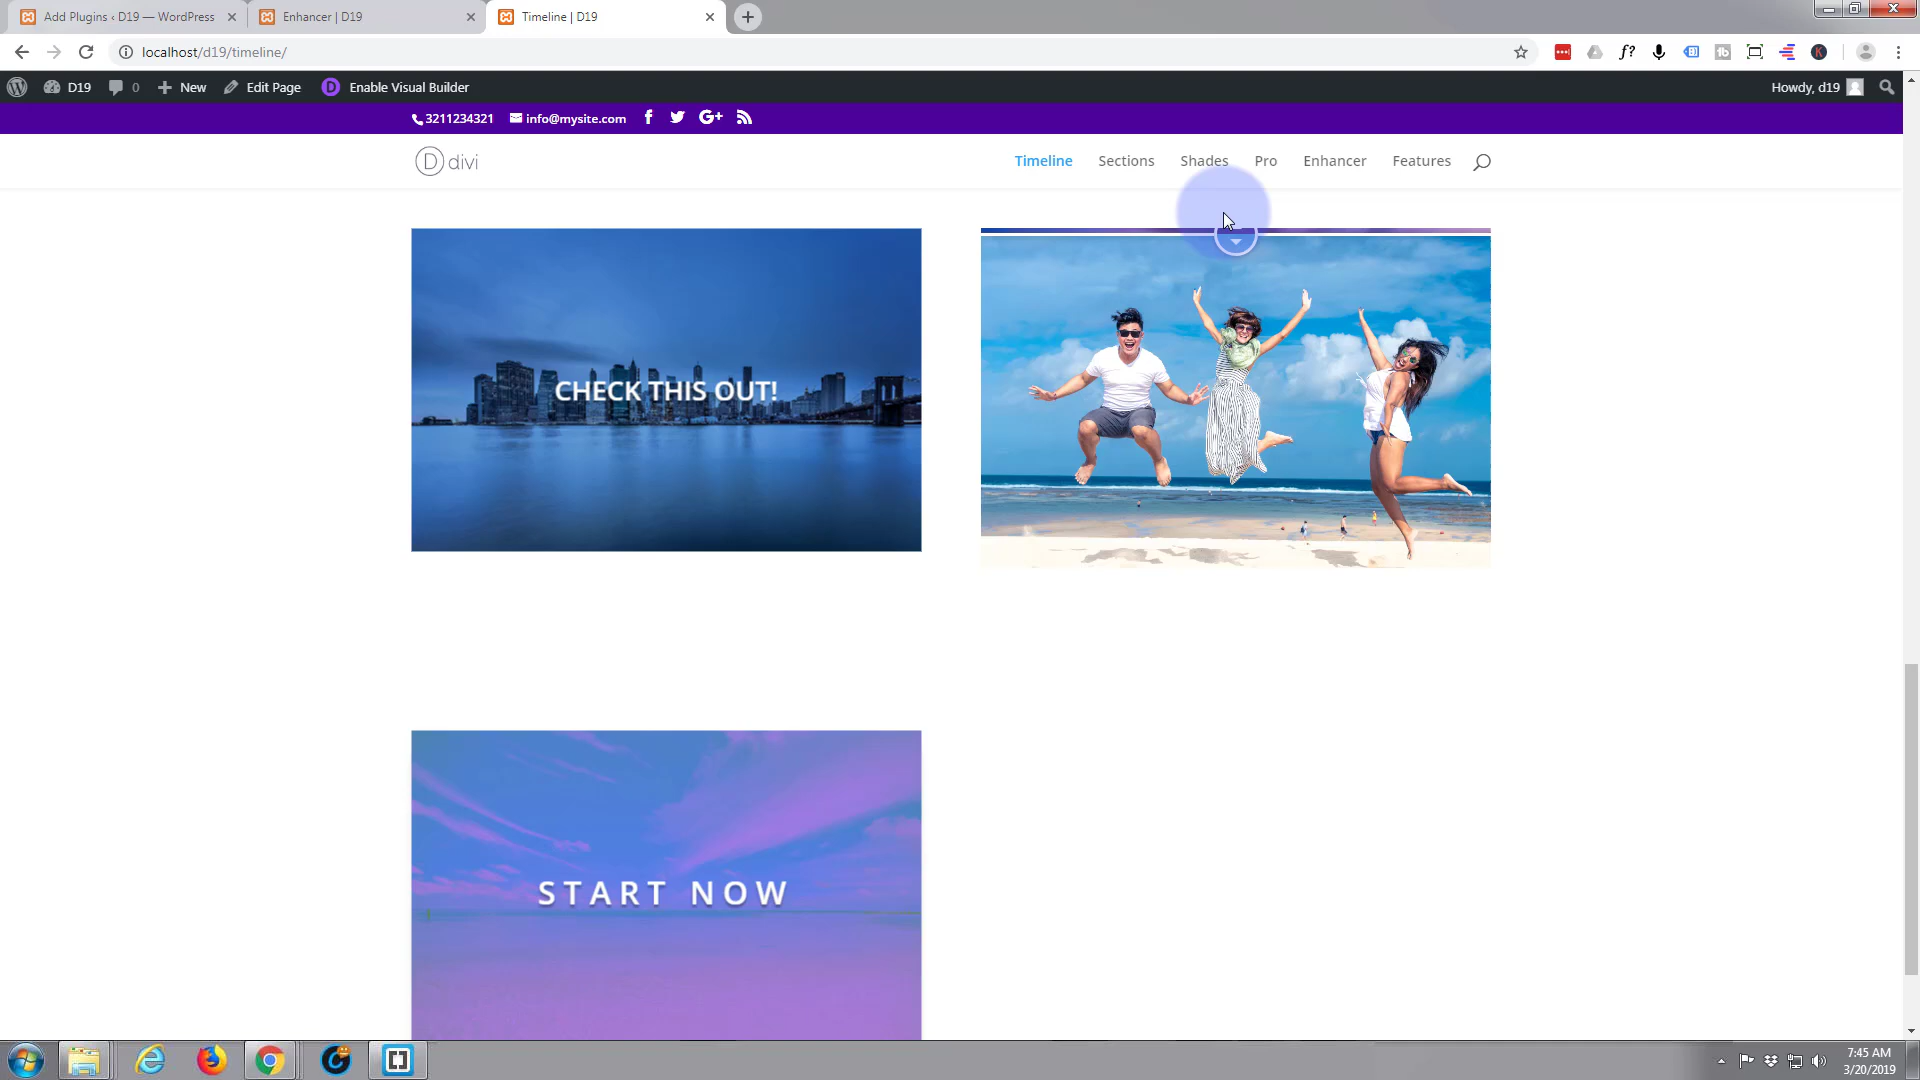 Add Plugins ‹ D19 — WordPress
Enhancer | D19
Timeline | D19
localhost/d19/timeline/
f?
tb
K
D19
0
New
Edit Page
D
Enable Visual Builder
Howdy, d19
3211234321
info@mysite.com
G+
D divi
Timeline
Sections
Shades
Pro
Enhancer
Features
CHECK THIS OUT!
START NOW
7:45 AM
3/20/2019